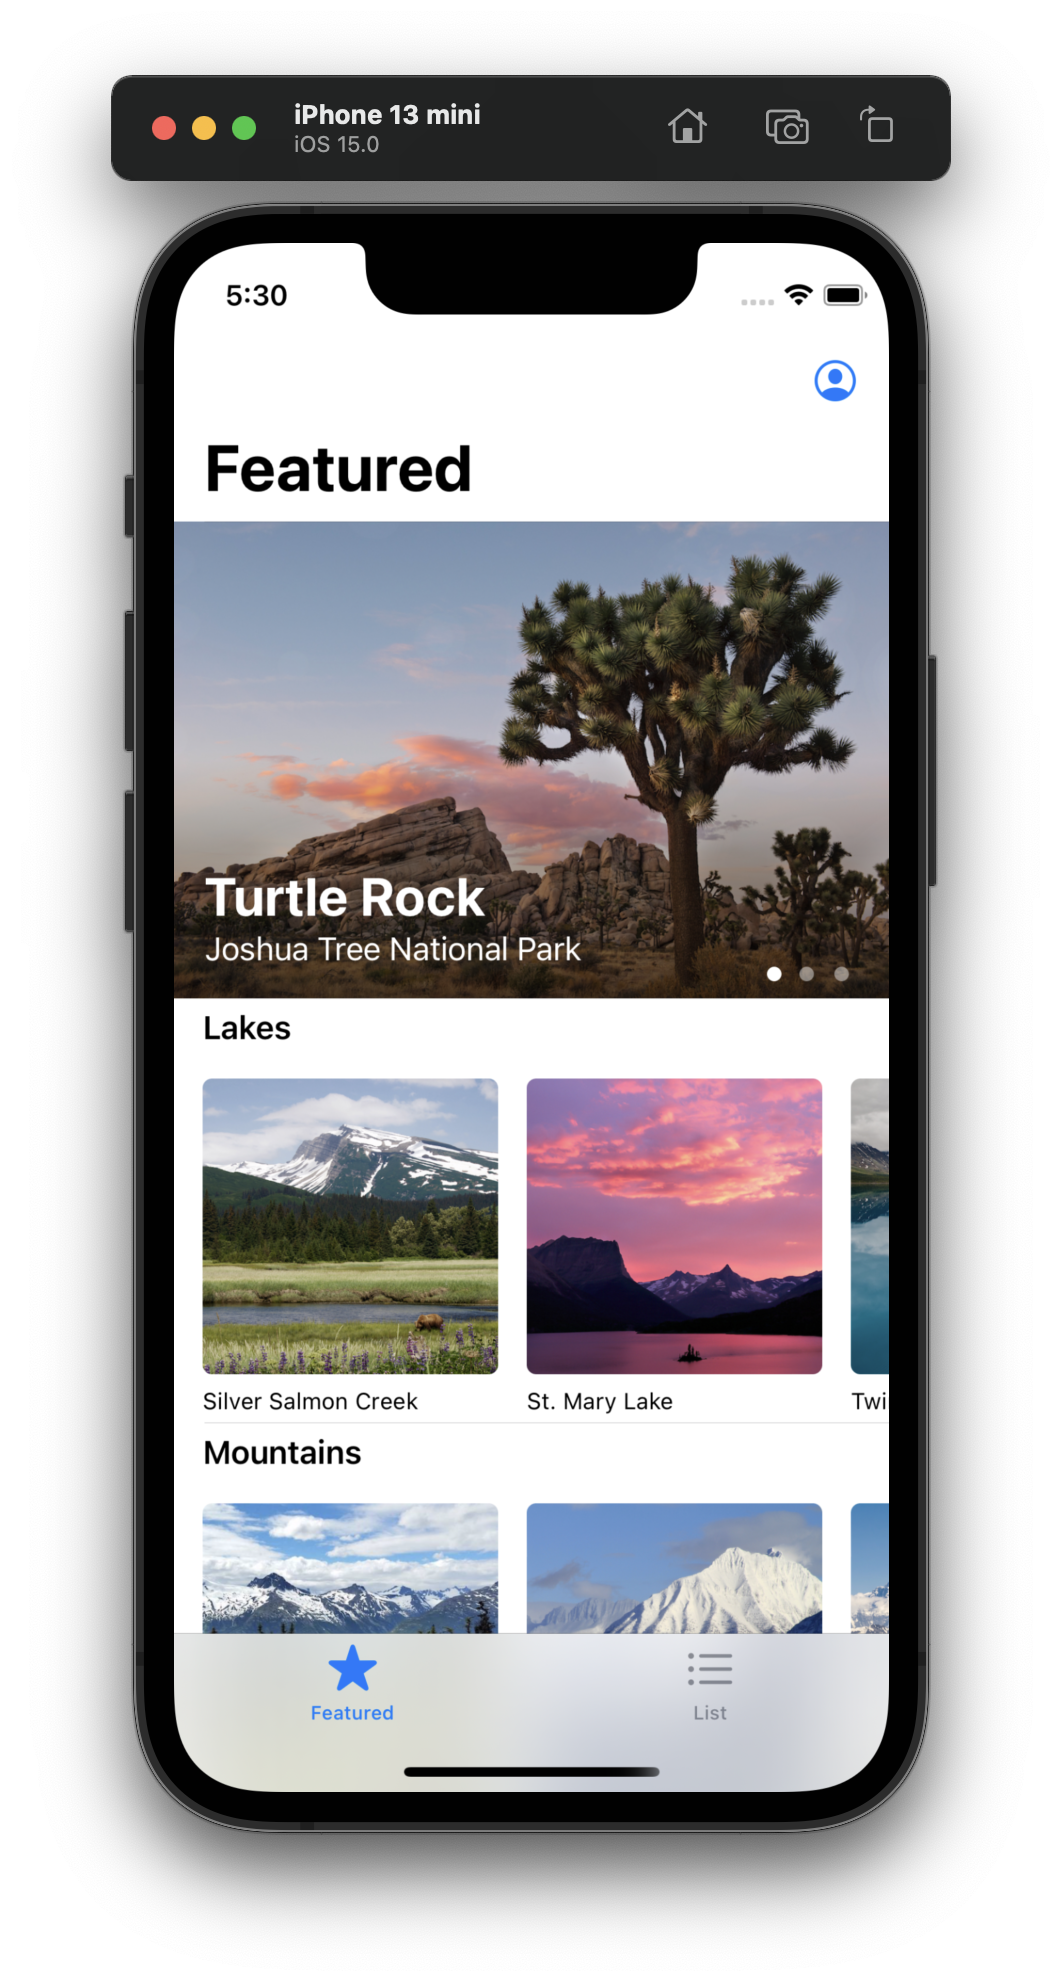 iPhone 13 mini
iOS 15.0
5:30
Featured
Turtle Rock
Joshua Tree National Park
Lakes
Silver Salmon Creek
St. Mary Lake
Twi
Mountains
Featured
List